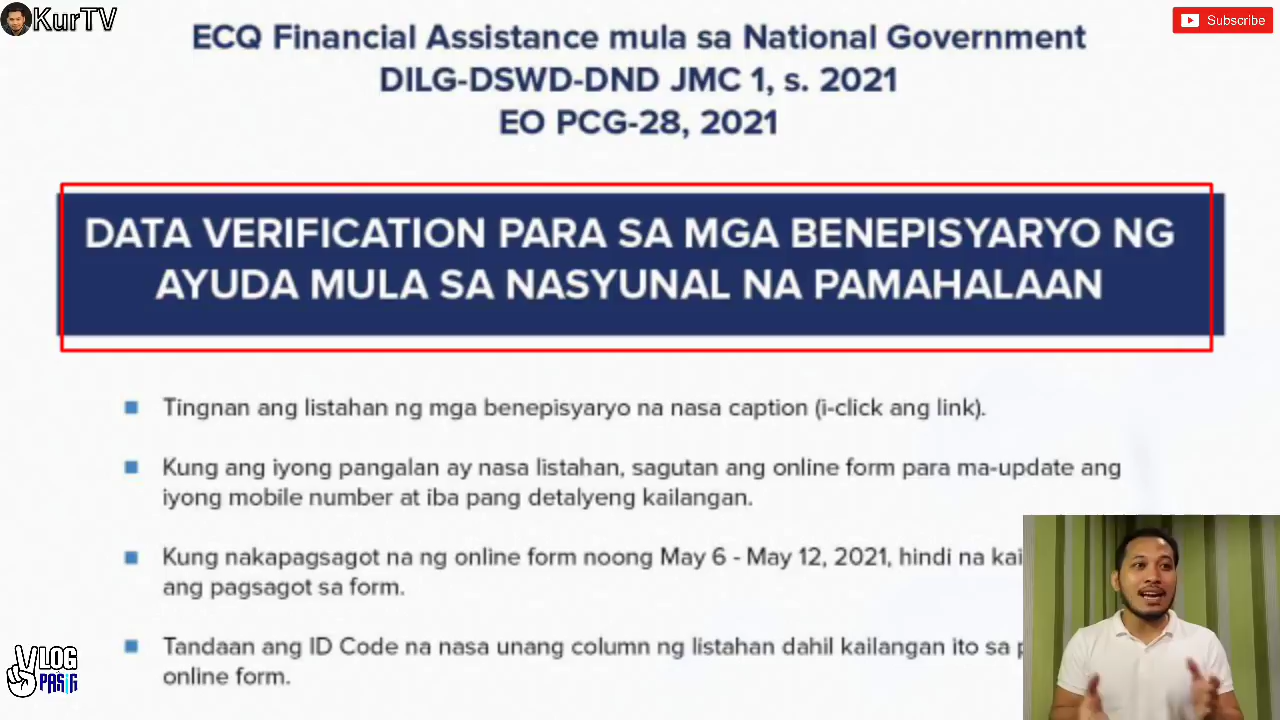 KurTV
Subscribe
ECQ Financial Assistance mula sa National Government
DILG-DSWD-DND JMC 1, s. 2021
EO PCG-28, 2021
DATA VERIFICATION PARA SA MGA BENEPISYARYO NG
AYUDA MULA SA NASYUNAL NA PAMAHALAAN
Tingnan ang listahan ng mga benepisyaryo na nasa caption (i-click ang link).
Kung ang iyong pangalan ay nasa listahan, sagutan ang online form para ma-update ang
iyong mobile number at iba pang detalyeng kailangan.
Kung nakapagsagot na ng online form noong May 6 - May 12, 2021, hindi na
ang pagsagot sa form.
Tandaan ang ID Code na nasa unang column ng listahan dahil kailangan ito sa
online form.
VLOG
PASIG